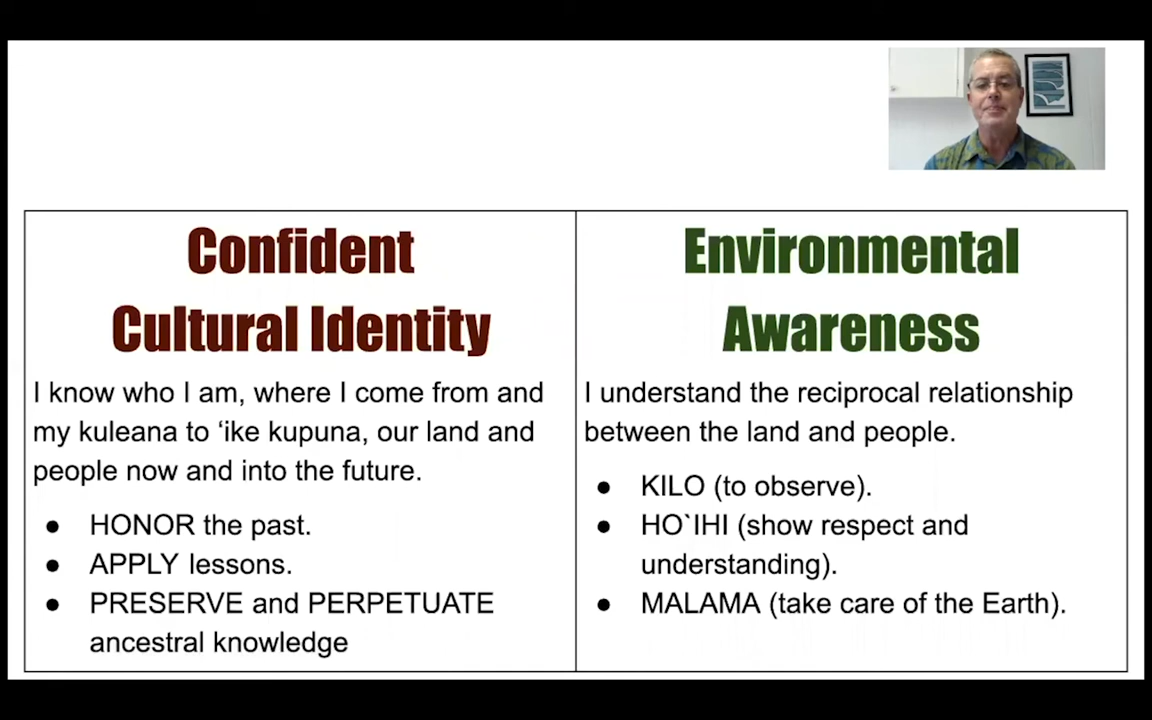 Confident
Cultural Identity
I know who I am, where I come from and
my kuleana to ‘ike kupuna, our land and
people now and into the future.
● HONOR the past.
● APPLY lessons.
● PRESERVE and PERPETUATE
ancestral knowledge
Environmental
Awareness
I understand the reciprocal relationship
between the land and people.
● KILO (to observe).
● HO`IHI (show respect and
understanding).
● MALAMA (take care of the Earth).